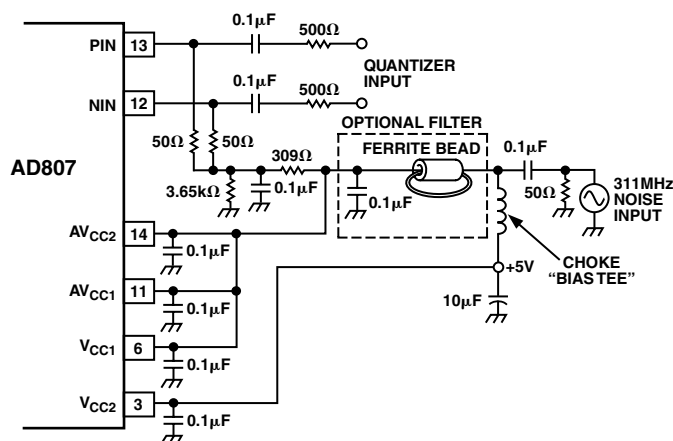 AD807
PIN
13
0.1μF
500Ω
QUANTIZER
INPUT
NIN
12
0.1μF
500Ω
50Ω
50Ω
309Ω
3.65kΩ
0.1μF
OPTIONAL FILTER
FERRITE BEAD
0.1μF
0.1μF
50Ω
311MHz
NOISE
INPUT
CHOKE
"BIAS TEE"
+5V
10μF
AVCC2
14
0.1μF
AVCC1
11
0.1μF
VCC1
6
0.1μF
VCC2
3
0.1μF